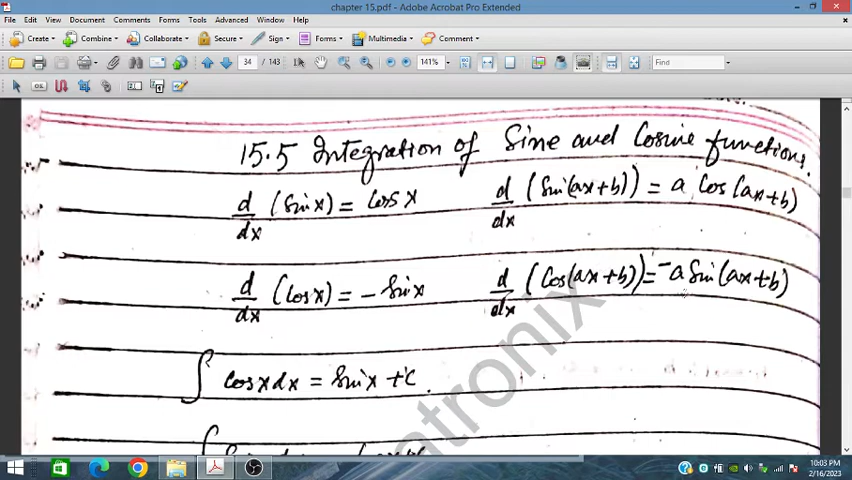 chapter 15.pdf - Adobe Acrobat Pro Extended
File Edit View Document Comments Forms Tools Advanced Window Help
Create Combine Collaborate Secure Sign Forms Multimedia Comment
34 / 143 141% Find
15.5 Integration of Sine and Cosine functions.
d/dx (Sin x) = Cos x d/dx (Sin(ax+b)) = a Cos(ax+b)
d/dx (Cos x) = - Sin x d/dx (Cos(ax+b)) = -a Sin(ax+b)
∫ cos x dx = Sin x + C.
atronix
10:03 PM
2/16/2023